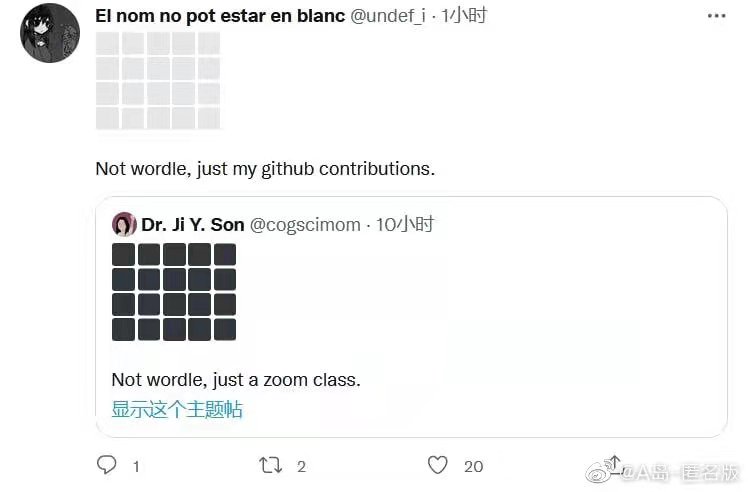 El nom no pot estar en blanc @undef_i · 1小时
Not wordle, just my github contributions.
Dr. Ji Y. Son @cogscimom · 10小时
Not wordle, just a zoom class.
显示这个主题帖
1 2 20
@A岛-匿名版